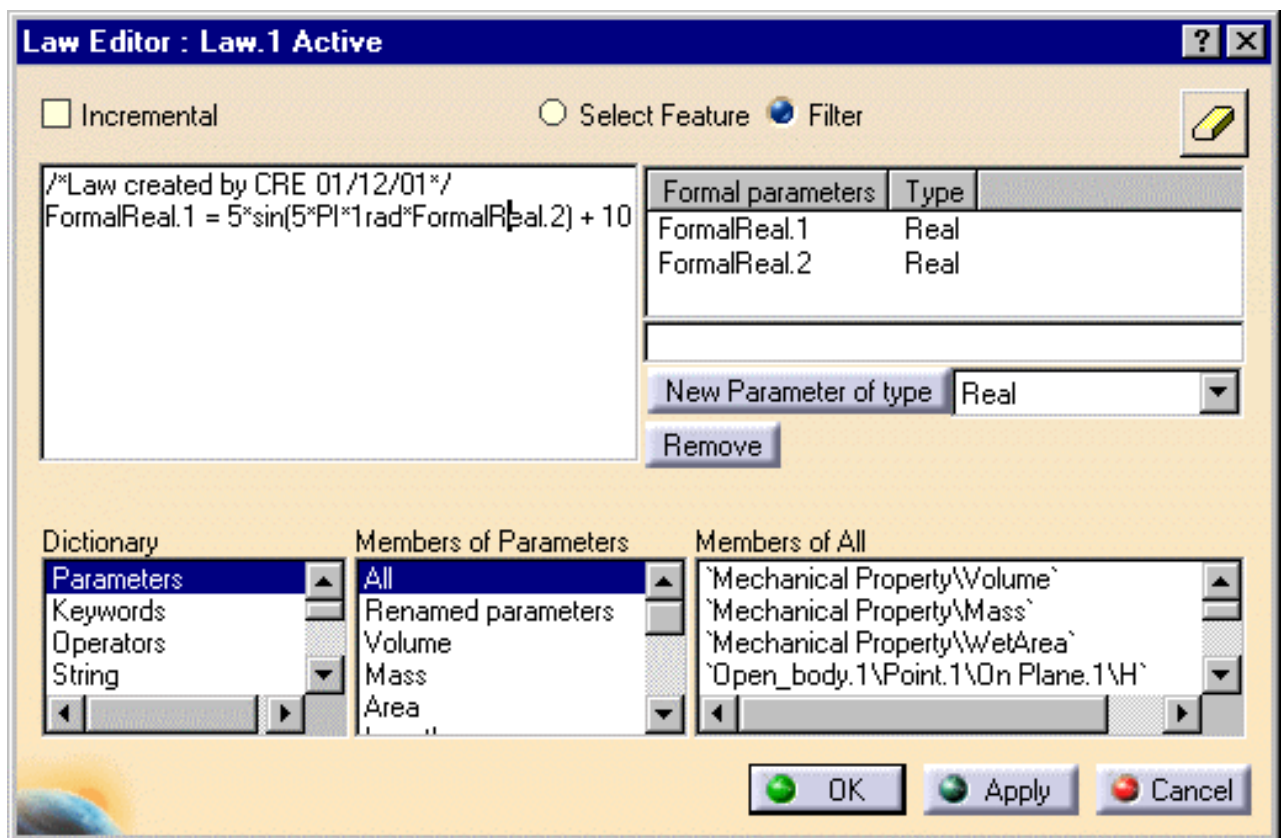 Law Editor : Law.1 Active
Incremental
Select Feature
Filter
/*Law created by CRE 01/12/01*/
FormalReal.1 = 5*sin(5*PI*1rad*FormalReal.2) + 10
Formal parameters Type
FormalReal.1 Real
FormalReal.2 Real
New Parameter of type Real
Remove
Dictionary
Parameters
Keywords
Operators
String
Members of Parameters
All
Renamed parameters
Volume
Mass
Area
Members of All
`Mechanical Property\Volume`
`Mechanical Property\Mass`
`Mechanical Property\WetArea`
`Open_body.1\Point.1\On Plane.1\H`
OK
Apply
Cancel